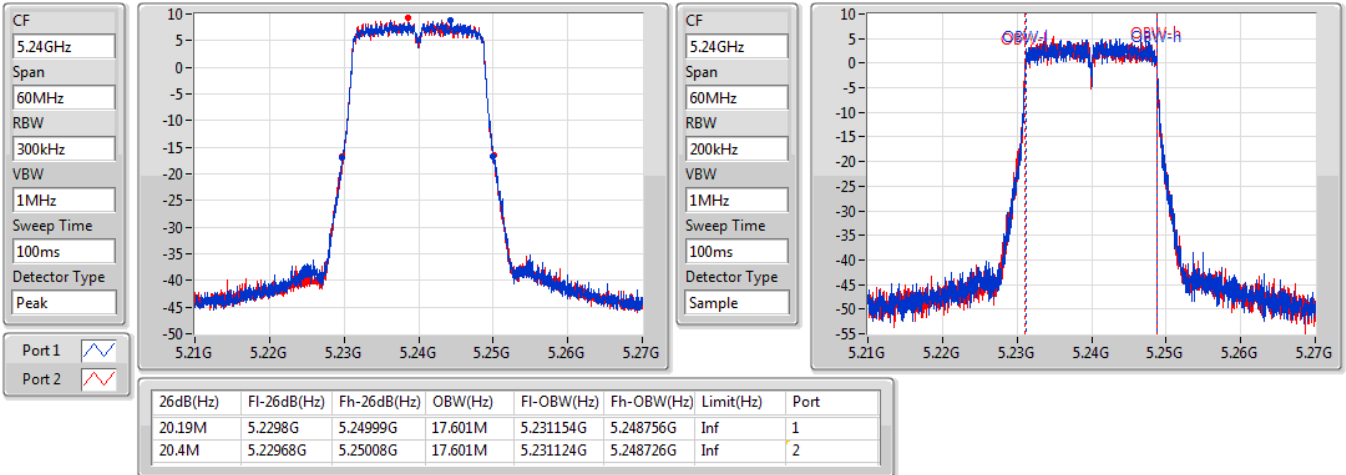 CF
5.24GHz
Span
60MHz
RBW
300kHz
VBW
1MHz
Sweep Time
100ms
Detector Type
Peak
10
5
0
-5
-10
-15
-20
-25
-30
-35
-40
-45
-50
5.21G 5.22G 5.23G 5.24G 5.25G 5.26G 5.27G
CF
5.24GHz
Span
60MHz
RBW
200kHz
VBW
1MHz
Sweep Time
100ms
Detector Type
Sample
OBW-l OBW-h
10
5
0
-5
-10
-15
-20
-25
-30
-35
-40
-45
-50
-55
5.21G 5.22G 5.23G 5.24G 5.25G 5.26G 5.27G
Port 1
Port 2
26dB(Hz) Fl-26dB(Hz) Fh-26dB(Hz) OBW(Hz) Fl-OBW(Hz) Fh-OBW(Hz) Limit(Hz) Port
20.19M 5.2298G 5.24999G 17.601M 5.231154G 5.248756G Inf 1
20.4M 5.22968G 5.25008G 17.601M 5.231124G 5.248726G Inf 2